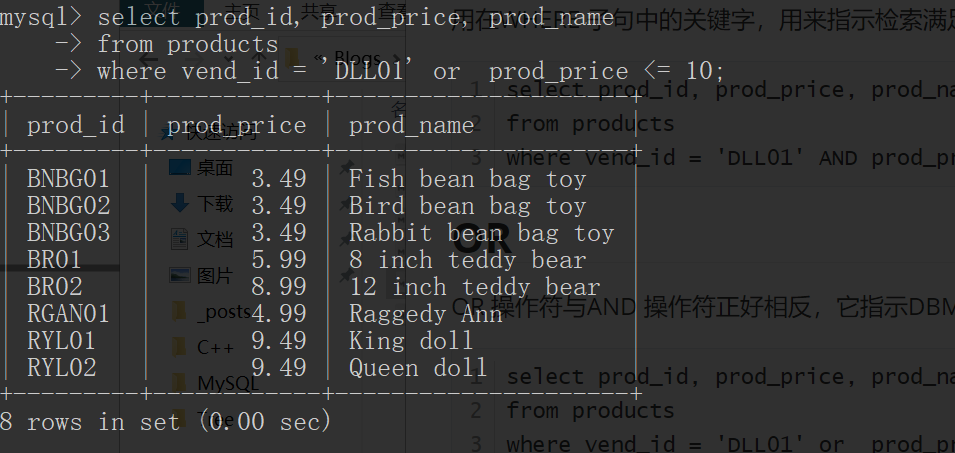 mysql> select prod_id, prod_price, prod_name
-> from products
-> where vend_id = 'DLL01' or prod_price <= 10;
+---------+------------+---------------------+
| prod_id | prod_price | prod_name |
+---------+------------+---------------------+
| BNBG01 | 3.49 | Fish bean bag toy |
| BNBG02 | 3.49 | Bird bean bag toy |
| BNBG03 | 3.49 | Rabbit bean bag toy |
| BR01 | 5.99 | 8 inch teddy bear |
| BR02 | 8.99 | 12 inch teddy bear |
| RGAN01 | 4.99 | Raggedy Ann |
| RYL01 | 9.49 | King doll |
| RYL02 | 9.49 | Queen doll |
+---------+------------+---------------------+
8 rows in set (0.00 sec)
文件
主页
共享
查看
« Blogs
名
快速访问
桌面
下载
文档
图片
_posts
C++
MySQL
Tree
子句中的关键字，用来指示检索满足
1 select prod_id, prod_price, prod_na
2 from products
3 where vend_id = 'DLL01' AND prod_pr
OR
OR 操作符与AND 操作符正好相反，它指示DBM
1 select prod_id, prod_price, prod_na
2 from products
3 where vend_id = 'DLL01' or prod_pr